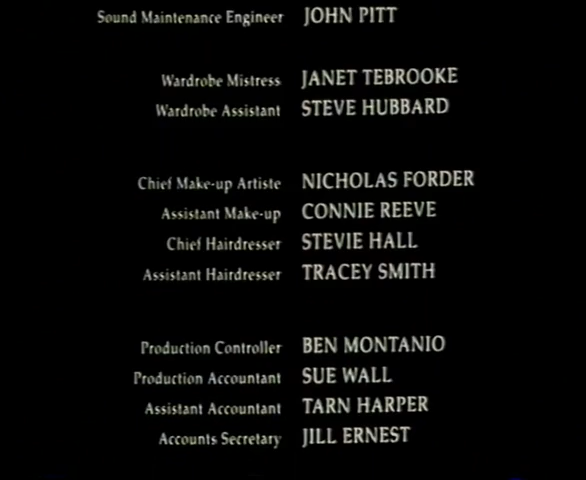 Sound Maintenance Engineer JOHN PITT
Wardrobe Mistress JANET TEBROOKE
Wardrobe Assistant STEVE HUBBARD
Chief Make-up Artiste NICHOLAS FORDER
Assistant Make-up CONNIE REEVE
Chief Hairdresser STEVIE HALL
Assistant Hairdresser TRACEY SMITH
Production Controller BEN MONTANIO
Production Accountant SUE WALL
Assistant Accountant TARN HARPER
Accounts Secretary JILL ERNEST